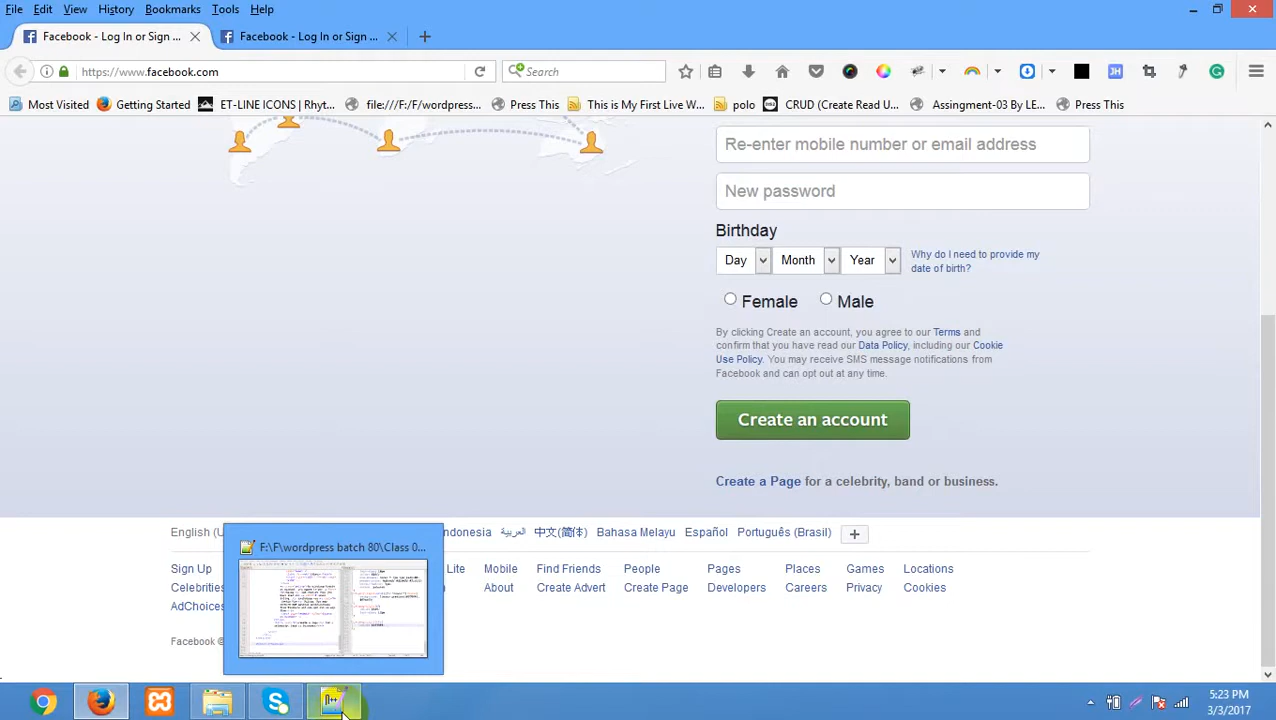 File Edit View History Bookmarks Tools Help
Facebook - Log In or Sign ... Facebook - Log In or Sign ...
https://www.facebook.com Search
Most Visited Getting Started ET-LINE ICONS | Rhyt... file:///F:/F/wordpress... Press This This is My First Live W... polo CRUD (Create Read U... Assingment-03 By LE... Press This
Re-enter mobile number or email address
New password
Birthday
Day Month Year
Why do I need to provide my
date of birth?
Female Male
By clicking Create an account, you agree to our Terms and
confirm that you have read our Data Policy, including our Cookie
Use Policy. You may receive SMS message notifications from
Facebook and can opt out at any time.
Create an account
Create a Page for a celebrity, band or business.
English (U ndonesia العربية 中文(简体) Bahasa Melayu Español Português (Brasil)
F:\F\wordpress batch 80\Class 0...
Sign Up Lite Mobile Find Friends People Pages Places Games Locations
Celebrities About Create Advert Create Page Developers Careers Privacy Cookies
AdChoices
Facebook ©
5:23 PM
3/3/2017